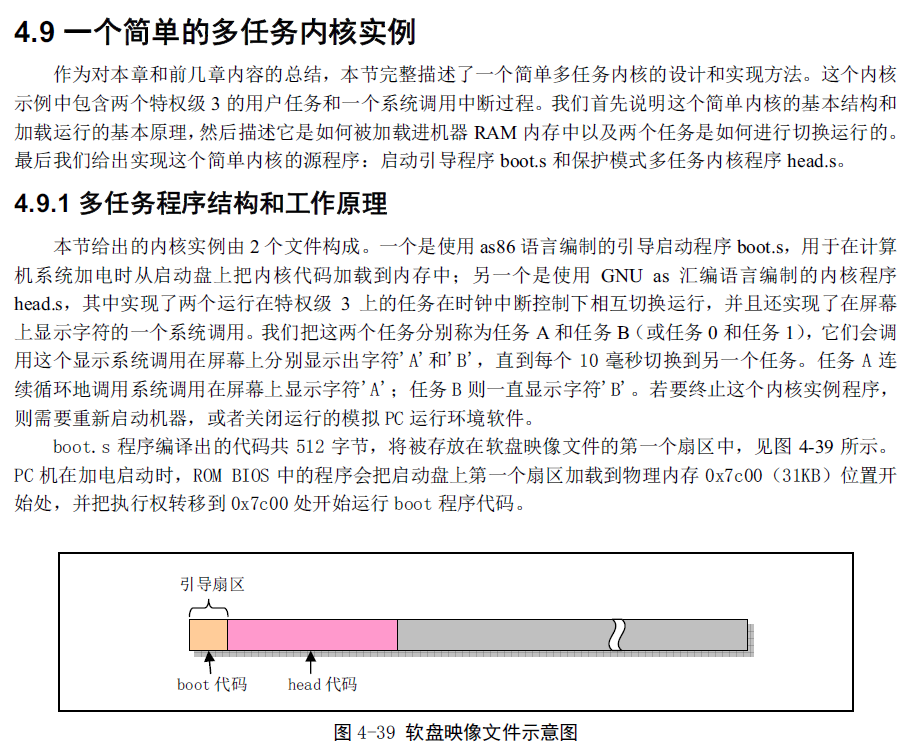 4.9 一个简单的多任务内核实例
作为对本章和前几章内容的总结，本节完整描述了一个简单多任务内核的设计和实现方法。这个内核
示例中包含两个特权级 3 的用户任务和一个系统调用中断过程。我们首先说明这个简单内核的基本结构和
加载运行的基本原理，然后描述它是如何被加载进机器 RAM 内存中以及两个任务是如何进行切换运行的。
最后我们给出实现这个简单内核的源程序：启动引导程序 boot.s 和保护模式多任务内核程序 head.s。
4.9.1 多任务程序结构和工作原理
本节给出的内核实例由 2 个文件构成。一个是使用 as86 语言编制的引导启动程序 boot.s，用于在计算
机系统加电时从启动盘上把内核代码加载到内存中；另一个是使用 GNU as 汇编语言编制的内核程序
head.s，其中实现了两个运行在特权级 3 上的任务在时钟中断控制下相互切换运行，并且还实现了在屏幕
上显示字符的一个系统调用。我们把这两个任务分别称为任务 A 和任务 B（或任务 0 和任务 1），它们会调
用这个显示系统调用在屏幕上分别显示出字符'A'和'B'，直到每个 10 毫秒切换到另一个任务。任务 A 连
续循环地调用系统调用在屏幕上显示字符'A'；任务 B 则一直显示字符'B'。若要终止这个内核实例程序，
则需要重新启动机器，或者关闭运行的模拟 PC 运行环境软件。
boot.s 程序编译出的代码共 512 字节，将被存放在软盘映像文件的第一个扇区中，见图 4-39 所示。
PC 机在加电启动时，ROM BIOS 中的程序会把启动盘上第一个扇区加载到物理内存 0x7c00（31KB）位置开
始处，并把执行权转移到 0x7c00 处开始运行 boot 程序代码。
引导扇区
boot 代码
head 代码
图 4-39 软盘映像文件示意图